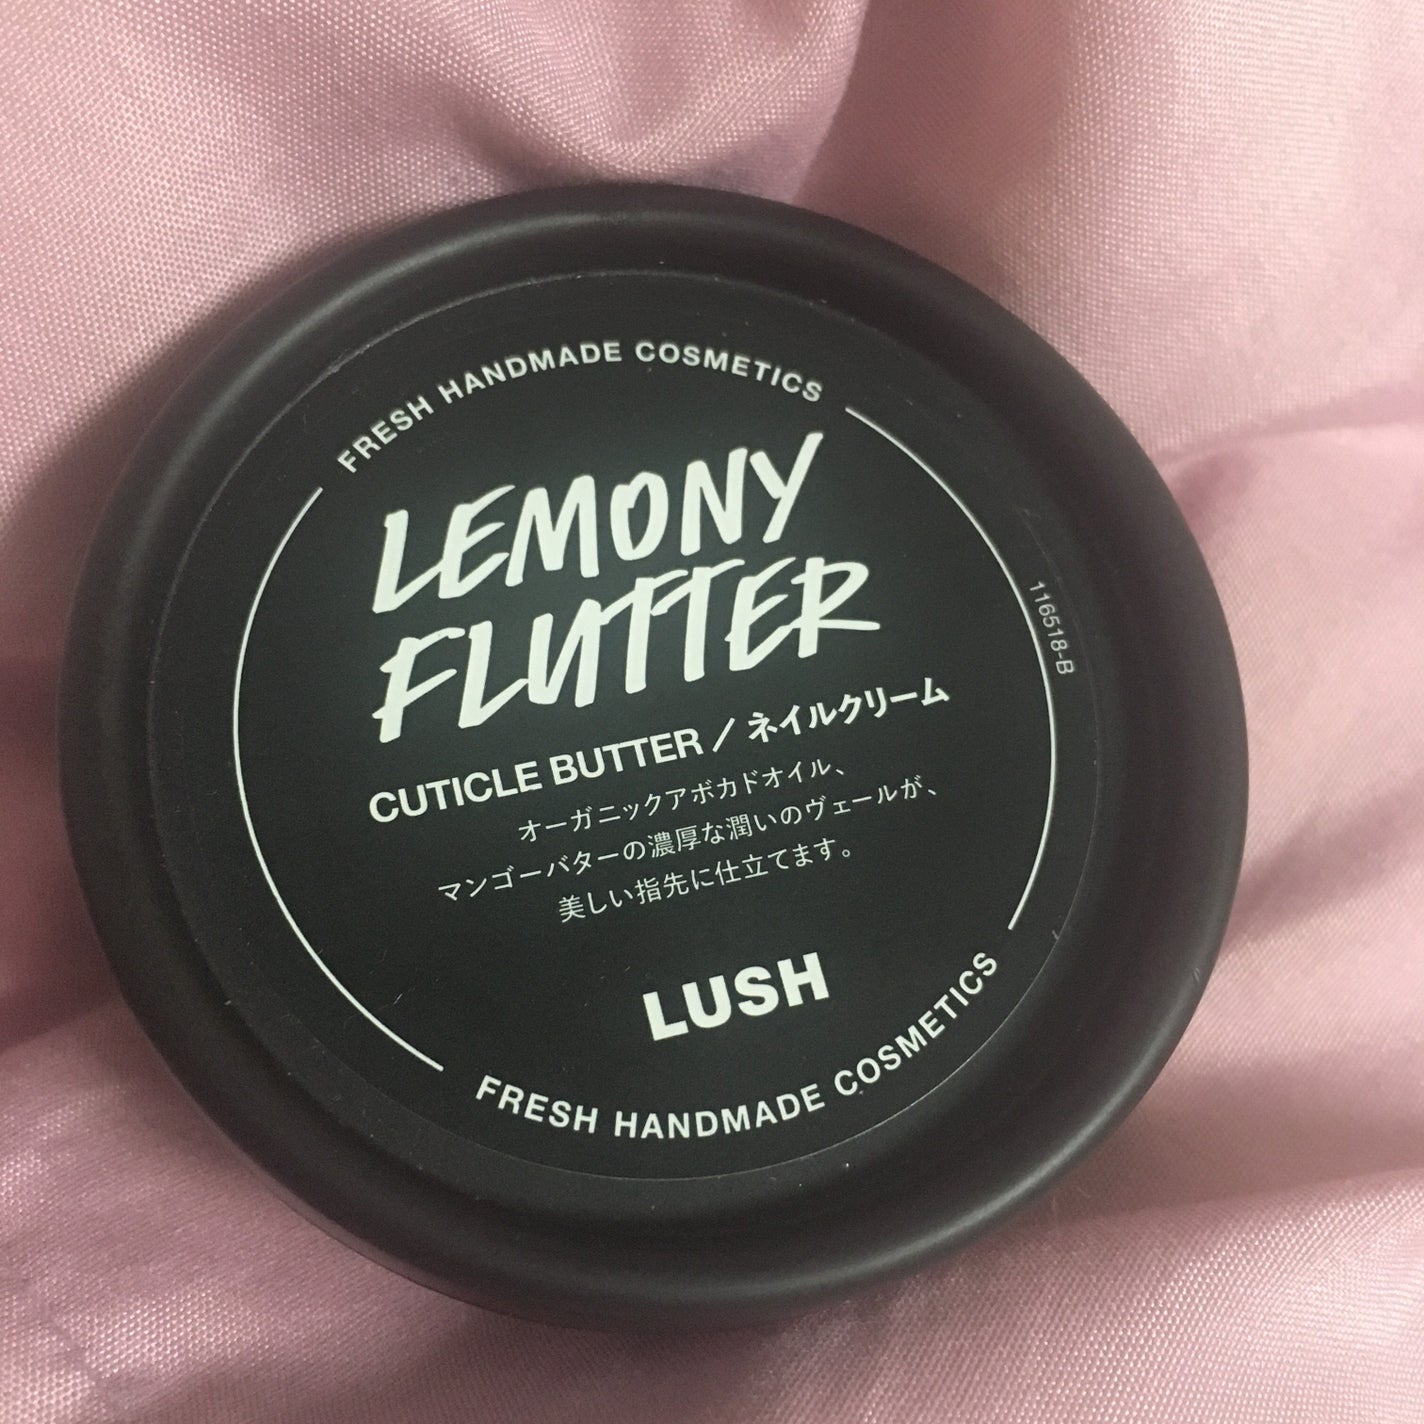 FRESH HANDMADE COSMETICS
LEMONY
FLUTTER
CUTICLE BUTTER / ネイルクリーム
オーガニックアボカドオイル、
マンゴーバターの濃厚な潤いのヴェールが、
美しい指先に仕立てます。
LUSH
FRESH HANDMADE COSMETICS
116518-B